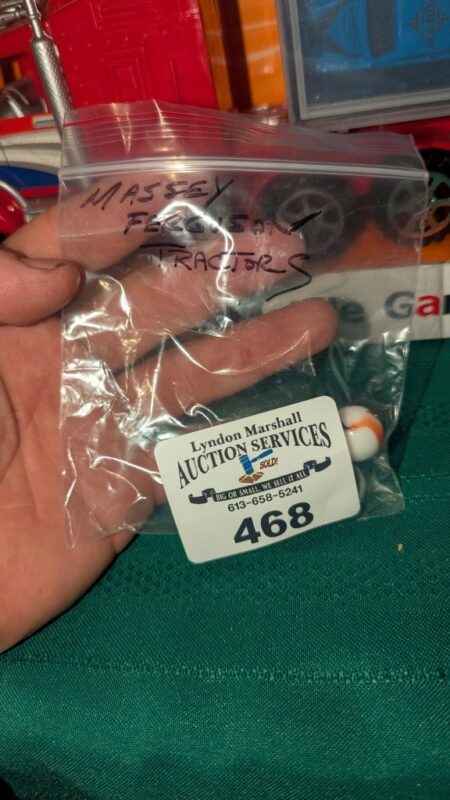 MASSEY
FERGUSON
TRACTORS
Lyndon Marshall
AUCTION SERVICES
SOLD!
BIG OR SMALL, WE SELL IT ALL
613-658-5241
468